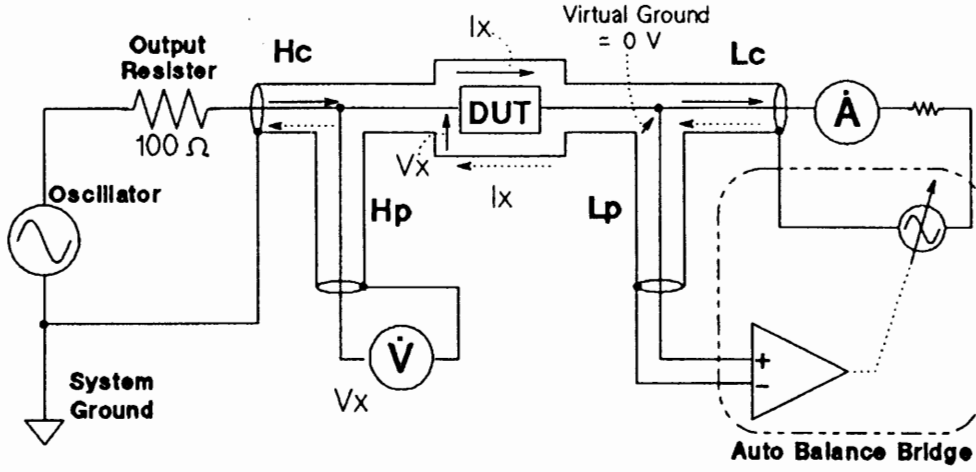 Virtual Ground
= 0 V
Ix
Output
Resister
Hc
Lc
100 Ω
DUT
Ȧ
Vx
Ix
Oscillator
Hp
Lp
V̇
Vx
+
−
System
Ground
Auto Balance Bridge